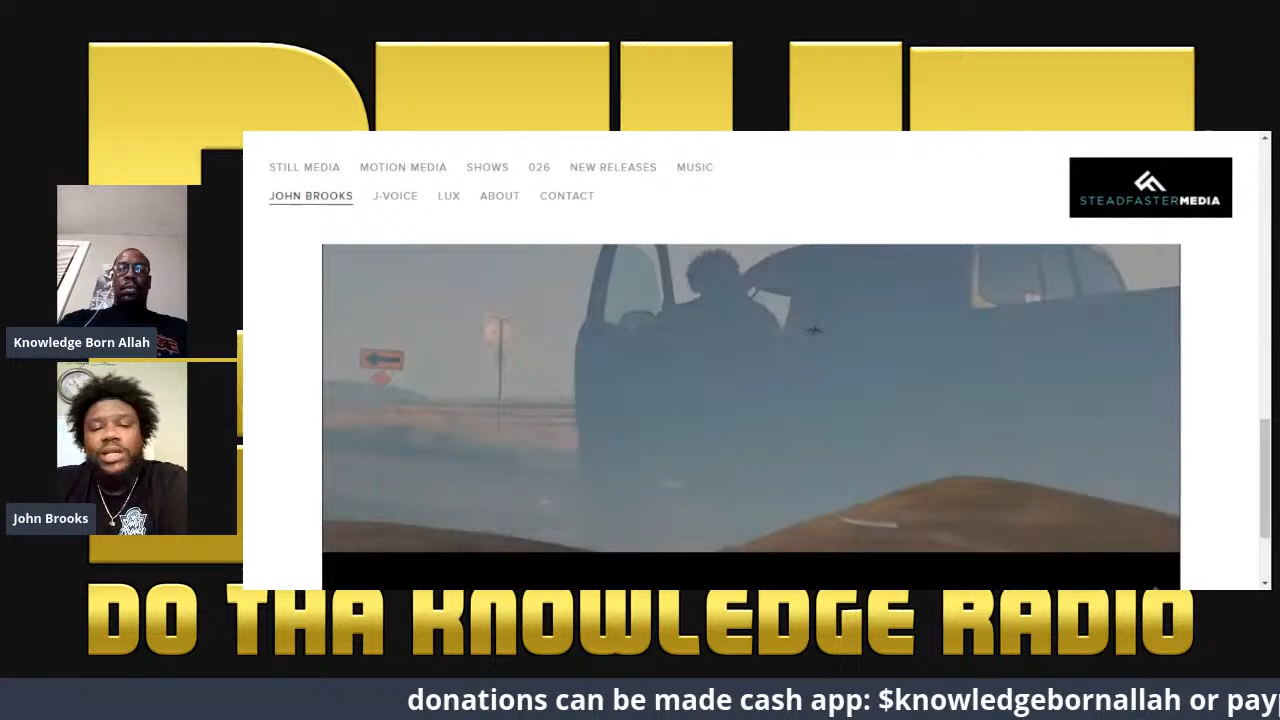 STILL MEDIA MOTION MEDIA SHOWS 026 NEW RELEASES MUSIC
JOHN BROOKS J-VOICE LUX ABOUT CONTACT
STEADFASTERMEDIA
Knowledge Born Allah
John Brooks
DO THA KNOWLEDGE RADIO
donations can be made cash app: $knowledgebornallah or pay